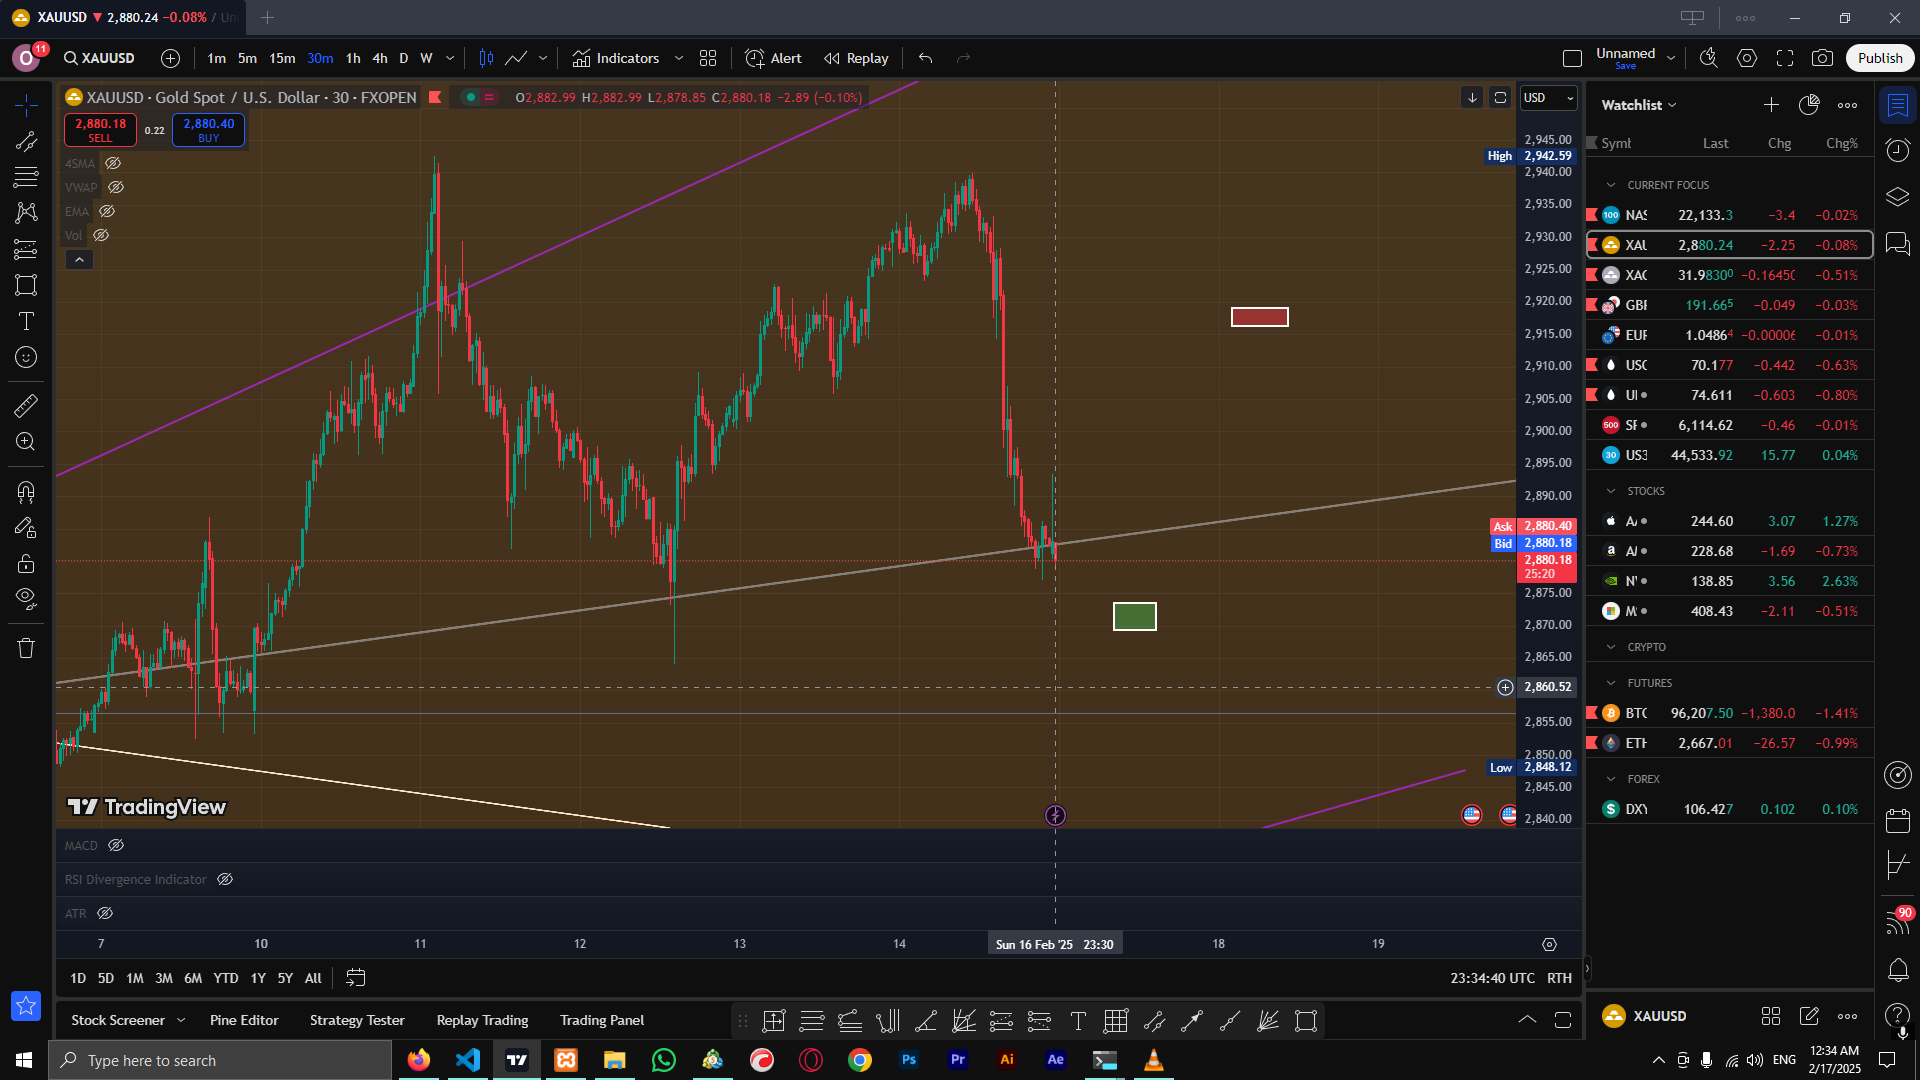 XAUUSD ▼ 2,880.24 −0.08% / Un
11
O
XAUUSD
1m 5m 15m 30m 1h 4h D W
Indicators
Alert
Replay
Unnamed
Save
Publish
XAUUSD · Gold Spot / U.S. Dollar · 30 · FXOPEN
O2,882.99 H2,882.99 L2,878.85 C2,880.18 −2.89 (−0.10%)
USD
2,880.18
SELL
0.22
2,880.40
BUY
4SMA
VWAP
EMA
Vol
2,945.00
High 2,942.59
2,940.00
2,935.00
2,930.00
2,925.00
2,920.00
2,915.00
2,910.00
2,905.00
2,900.00
2,895.00
2,890.00
Ask 2,880.40
Bid 2,880.18
2,880.18
25:20
2,875.00
2,870.00
2,865.00
2,860.52
2,855.00
2,850.00
Low 2,848.12
2,845.00
2,840.00
TradingView
MACD
RSI Divergence Indicator
ATR
7 10 11 12 13 14 Sun 16 Feb '25 23:30 18 19
1D 5D 1M 3M 6M YTD 1Y 5Y All
23:34:40 UTC RTH
Stock Screener Pine Editor Strategy Tester Replay Trading Trading Panel
Watchlist
Symb Last Chg Chg%
CURRENT FOCUS
100 NAS 22,133.3 −3.4 −0.02%
XAU 2,880.24 −2.25 −0.08%
XAG 31.9830 −0.1645 −0.51%
GBP 191.665 −0.049 −0.03%
EUR 1.04864 −0.00006 −0.01%
USO 70.177 −0.442 −0.63%
UK 74.611 −0.603 −0.80%
500 SP 6,114.62 −0.46 −0.01%
30 US3 44,533.92 15.77 0.04%
STOCKS
A 244.60 3.07 1.27%
A 228.68 −1.69 −0.73%
N 138.85 3.56 2.63%
M 408.43 −2.11 −0.51%
CRYPTO
FUTURES
BTC 96,207.50 −1,380.0 −1.41%
ETH 2,667.01 −26.57 −0.99%
FOREX
DXY 106.427 0.102 0.10%
90
XAUUSD
Type here to search
Ps Pr Ai Ae
ENG
12:34 AM
2/17/2025